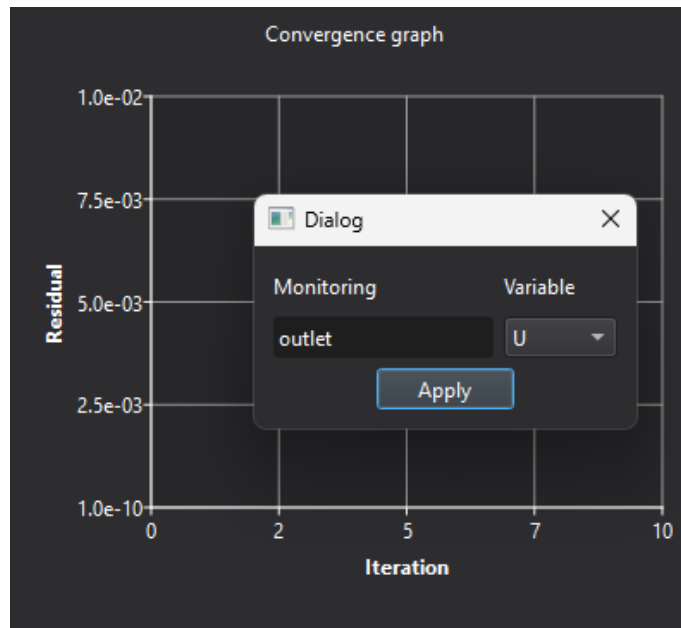 Convergence graph
1.0e-02
7.5e-03
5.0e-03
2.5e-03
1.0e-10
Residual
0 2 5 7 10
Iteration
Dialog
Monitoring Variable
outlet U
Apply